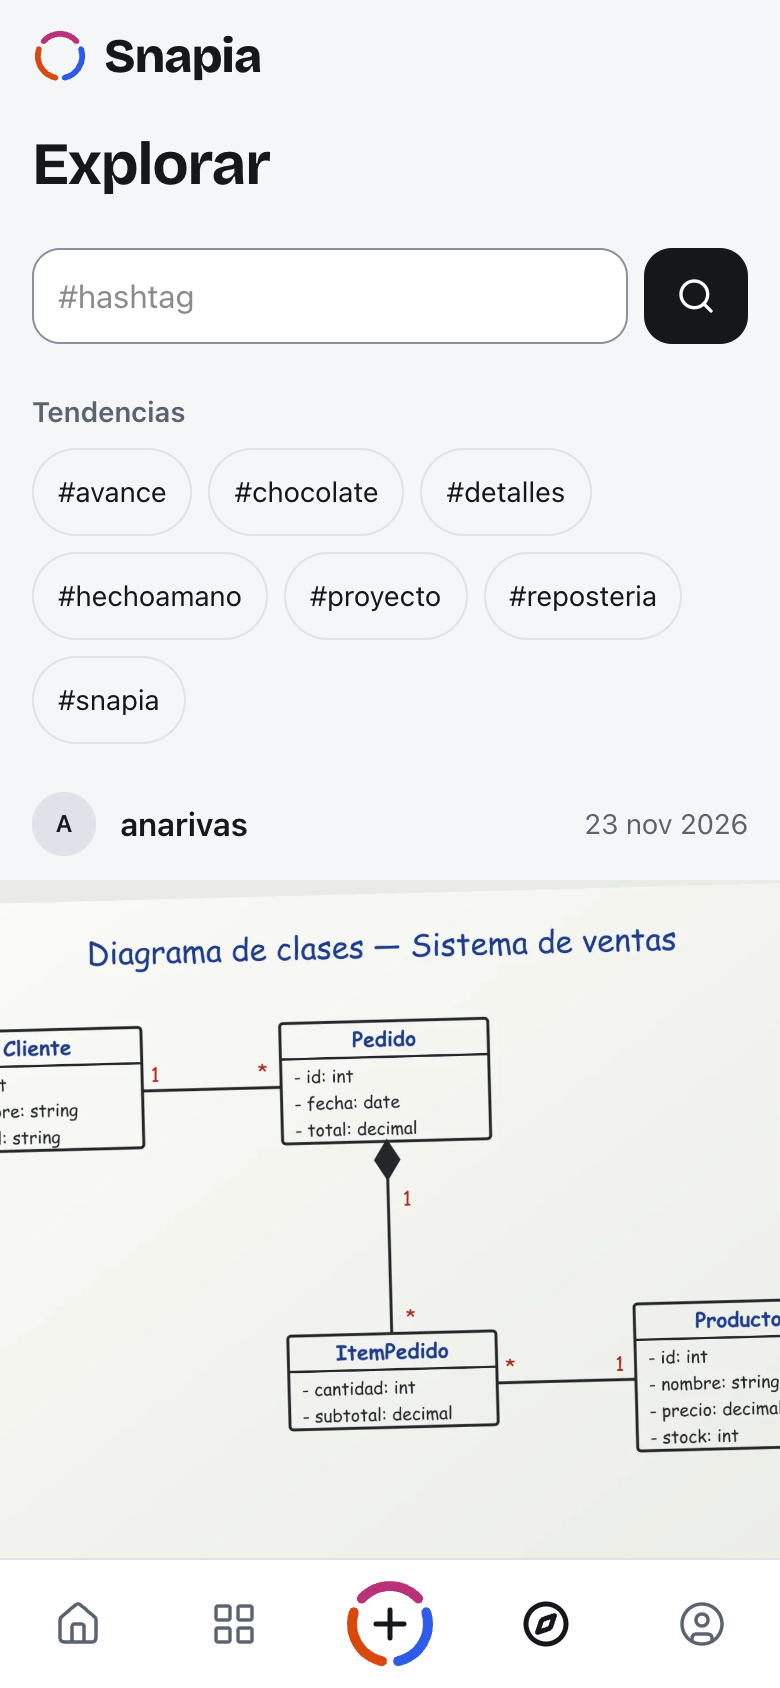 Snapia
Explorar
#hashtag
Tendencias
#avance
#chocolate
#detalles
#hechoamano
#proyecto
#reposteria
#snapia
A
anarivas
23 nov 2026
Diagrama de clases — Sistema de ventas
Cliente
t
re: string
l: string
1
*
Pedido
- id: int
- fecha: date
- total: decimal
1
*
ItemPedido
- cantidad: int
- subtotal: decimal
*
1
Producto
- id: int
- nombre: string
- precio: decimal
- stock: int